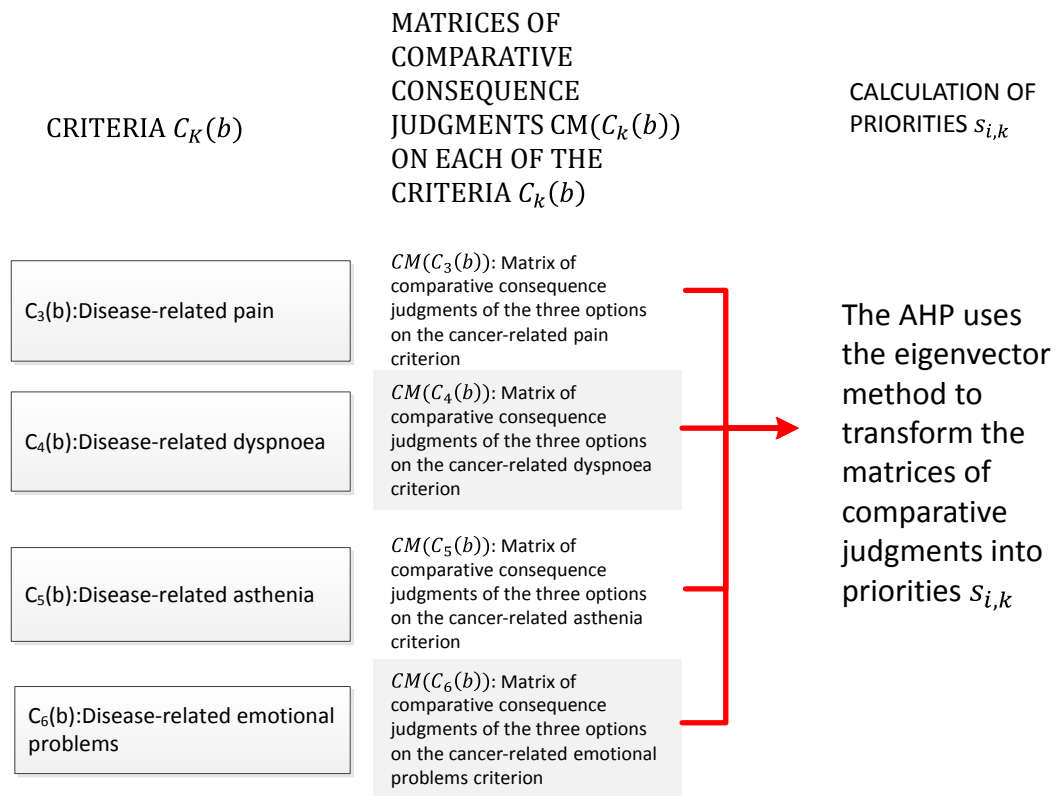 CRITERIA C_K(b)
MATRICES OF
COMPARATIVE
CONSEQUENCE
JUDGMENTS CM(C_k(b))
ON EACH OF THE
CRITERIA C_k(b)
CALCULATION OF
PRIORITIES s_{i,k}
C₃(b):Disease-related pain
CM(C₃(b)): Matrix of
comparative consequence
judgments of the three options
on the cancer-related pain
criterion
C₄(b):Disease-related dyspnoea
CM(C₄(b)): Matrix of
comparative consequence
judgments of the three options
on the cancer-related dyspnoea
criterion
C₅(b):Disease-related asthenia
CM(C₅(b)): Matrix of
comparative consequence
judgments of the three options
on the cancer-related asthenia
criterion
C₆(b):Disease-related emotional
problems
CM(C₆(b)): Matrix of
comparative consequence
judgments of the three options
on the cancer-related emotional
problems criterion
The AHP uses
the eigenvector
method to
transform the
matrices of
comparative
judgments into
priorities s_{i,k}